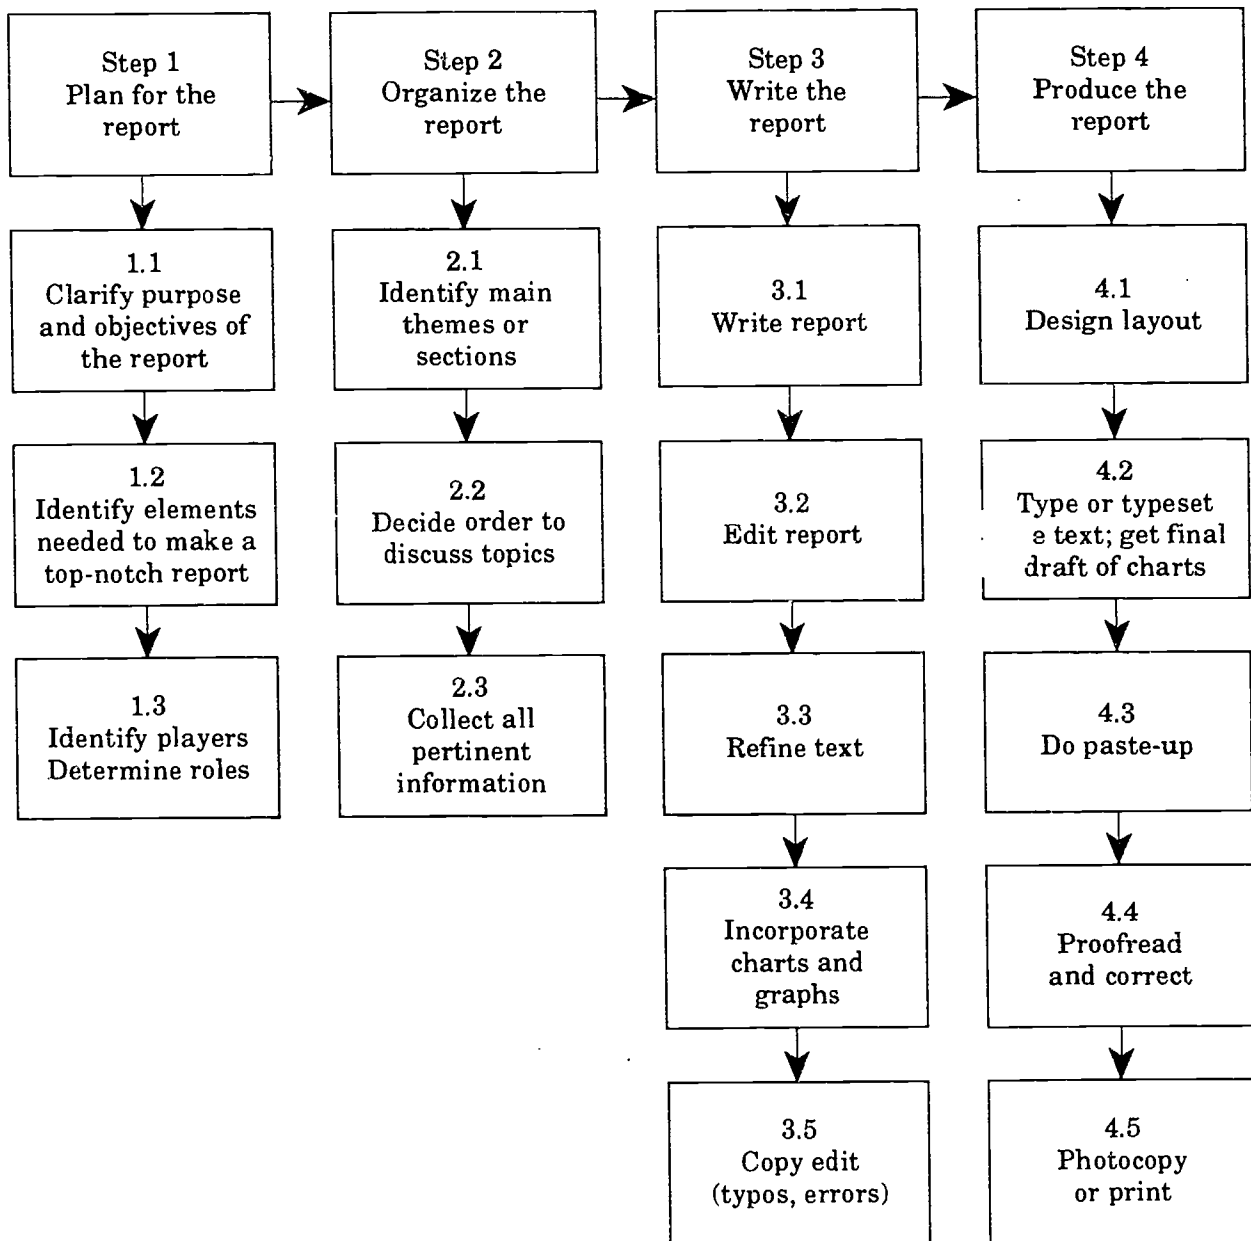 Step 1
Plan for the
report
Step 2
Organize the
report
Step 3
Write the
report
Step 4
Produce the
report
1.1
Clarify purpose
and objectives of
the report
1.2
Identify elements
needed to make a
top-notch report
1.3
Identify players
Determine roles
2.1
Identify main
themes or
sections
2.2
Decide order to
discuss topics
2.3
Collect all
pertinent
information
3.1
Write report
3.2
Edit report
3.3
Refine text
3.4
Incorporate
charts and
graphs
3.5
Copy edit
(typos, errors)
4.1
Design layout
4.2
Type or typeset
text; get final
draft of charts
4.3
Do paste-up
4.4
Proofread
and correct
4.5
Photocopy
or print